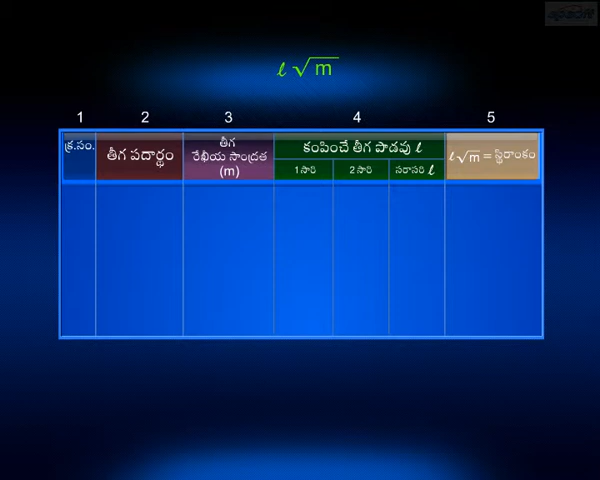 ℓ√m
1 2 3 4 5
క్ర.సం. తీగ పదార్థం తీగ రేఖీయ సాంద్రత (m) కంపించే తీగ పొడవు ℓ ℓ√m = స్థిరాంకం
1 సారి 2 సారి సరాసరి ℓ